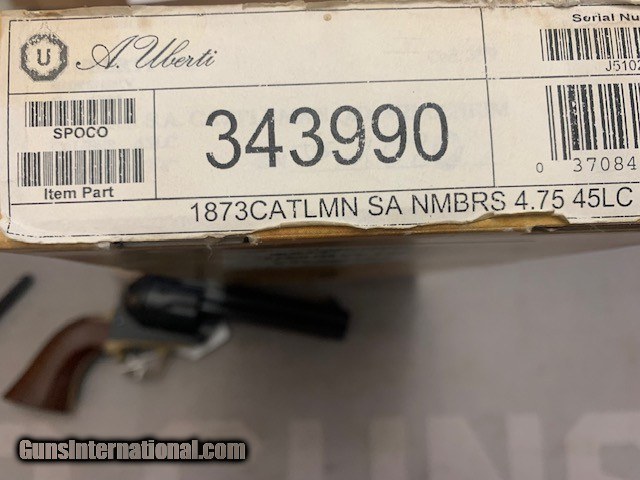 Serial Nu
U
A. Uberti
J5102
SPOCO
343990
Item Part
0 37084
1873CATLMN SA NMBRS 4.75 45LC
GunsInternational.com